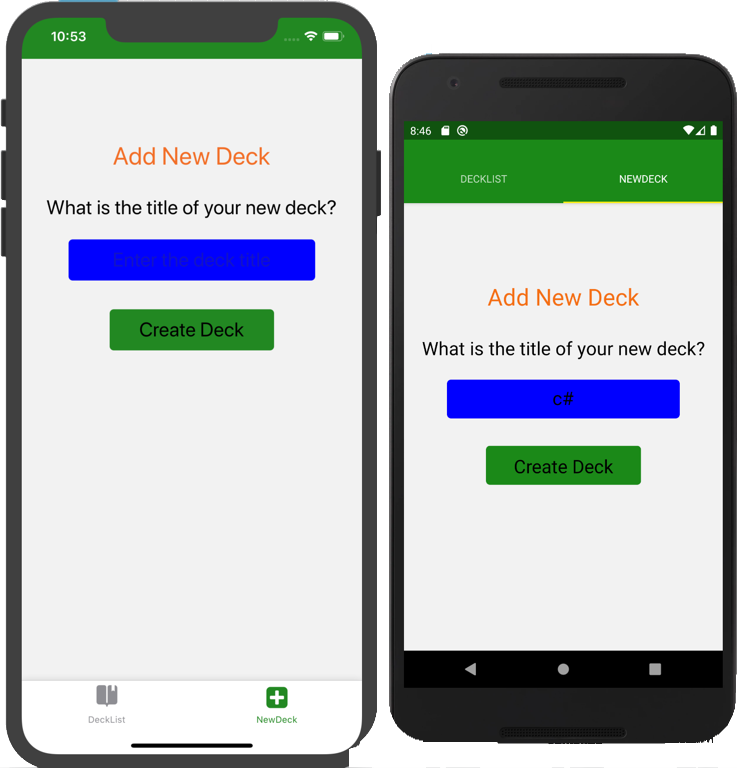 10:53
Add New Deck
What is the title of your new deck?
Enter the deck title
Create Deck
DeckList
NewDeck
8:46
DECKLIST
NEWDECK
Add New Deck
What is the title of your new deck?
c#
Create Deck